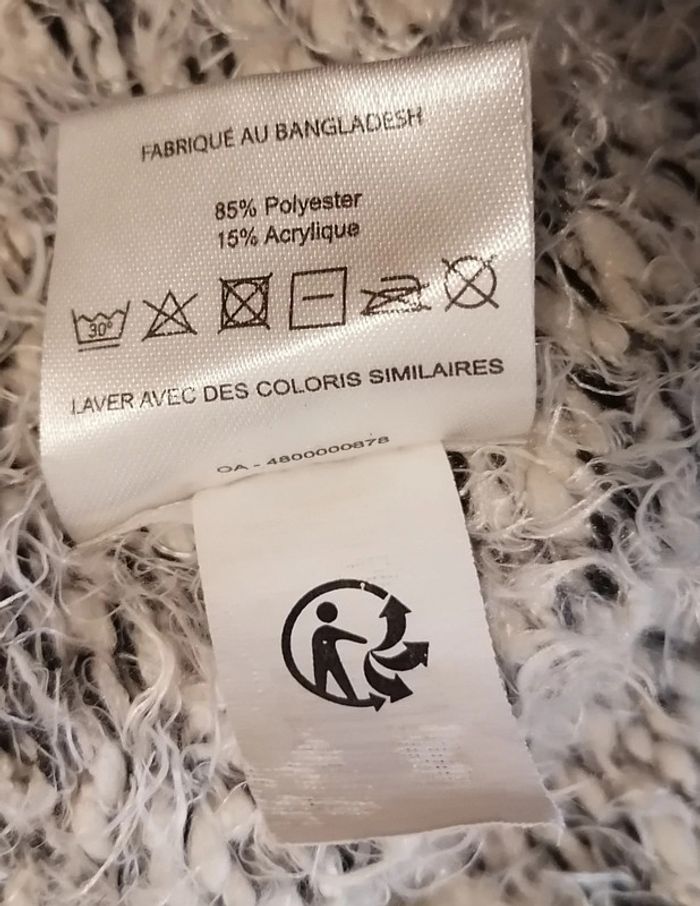 FABRIQUÉ AU BANGLADESH
85% Polyester
15% Acrylique
30°
LAVER AVEC DES COLORIS SIMILAIRES
OA - 4800000878